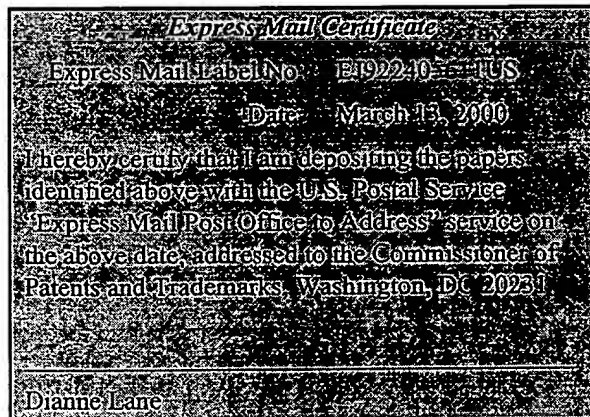 Express Mail Certificate
Express Mail Label No
Date March 13, 2000
I hereby certify that I am depositing the papers
identified above with the U.S. Postal Service
"Express Mail Post Office to Address" service on
the above date, addressed to the Commissioner of
Patents and Trademarks, Washington, DC 20231
Dianne Lane